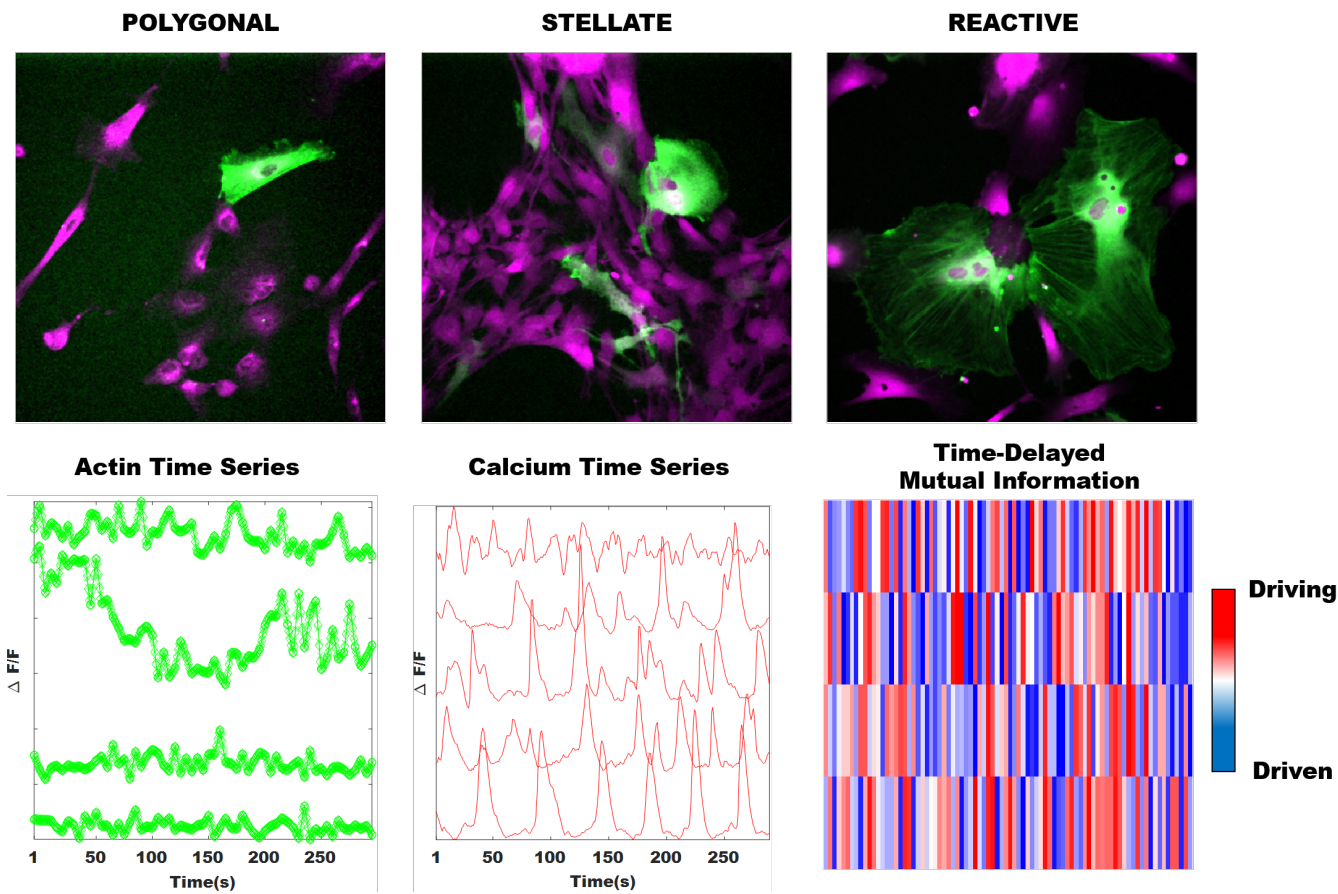 POLYGONAL
STELLATE
REACTIVE
Actin Time Series
Calcium Time Series
Time-Delayed
Mutual Information
Δ F/F
1 50 100 150 200 250
Time(s)
Δ F/F
1 50 100 150 200 250
Time(s)
Driving
Driven